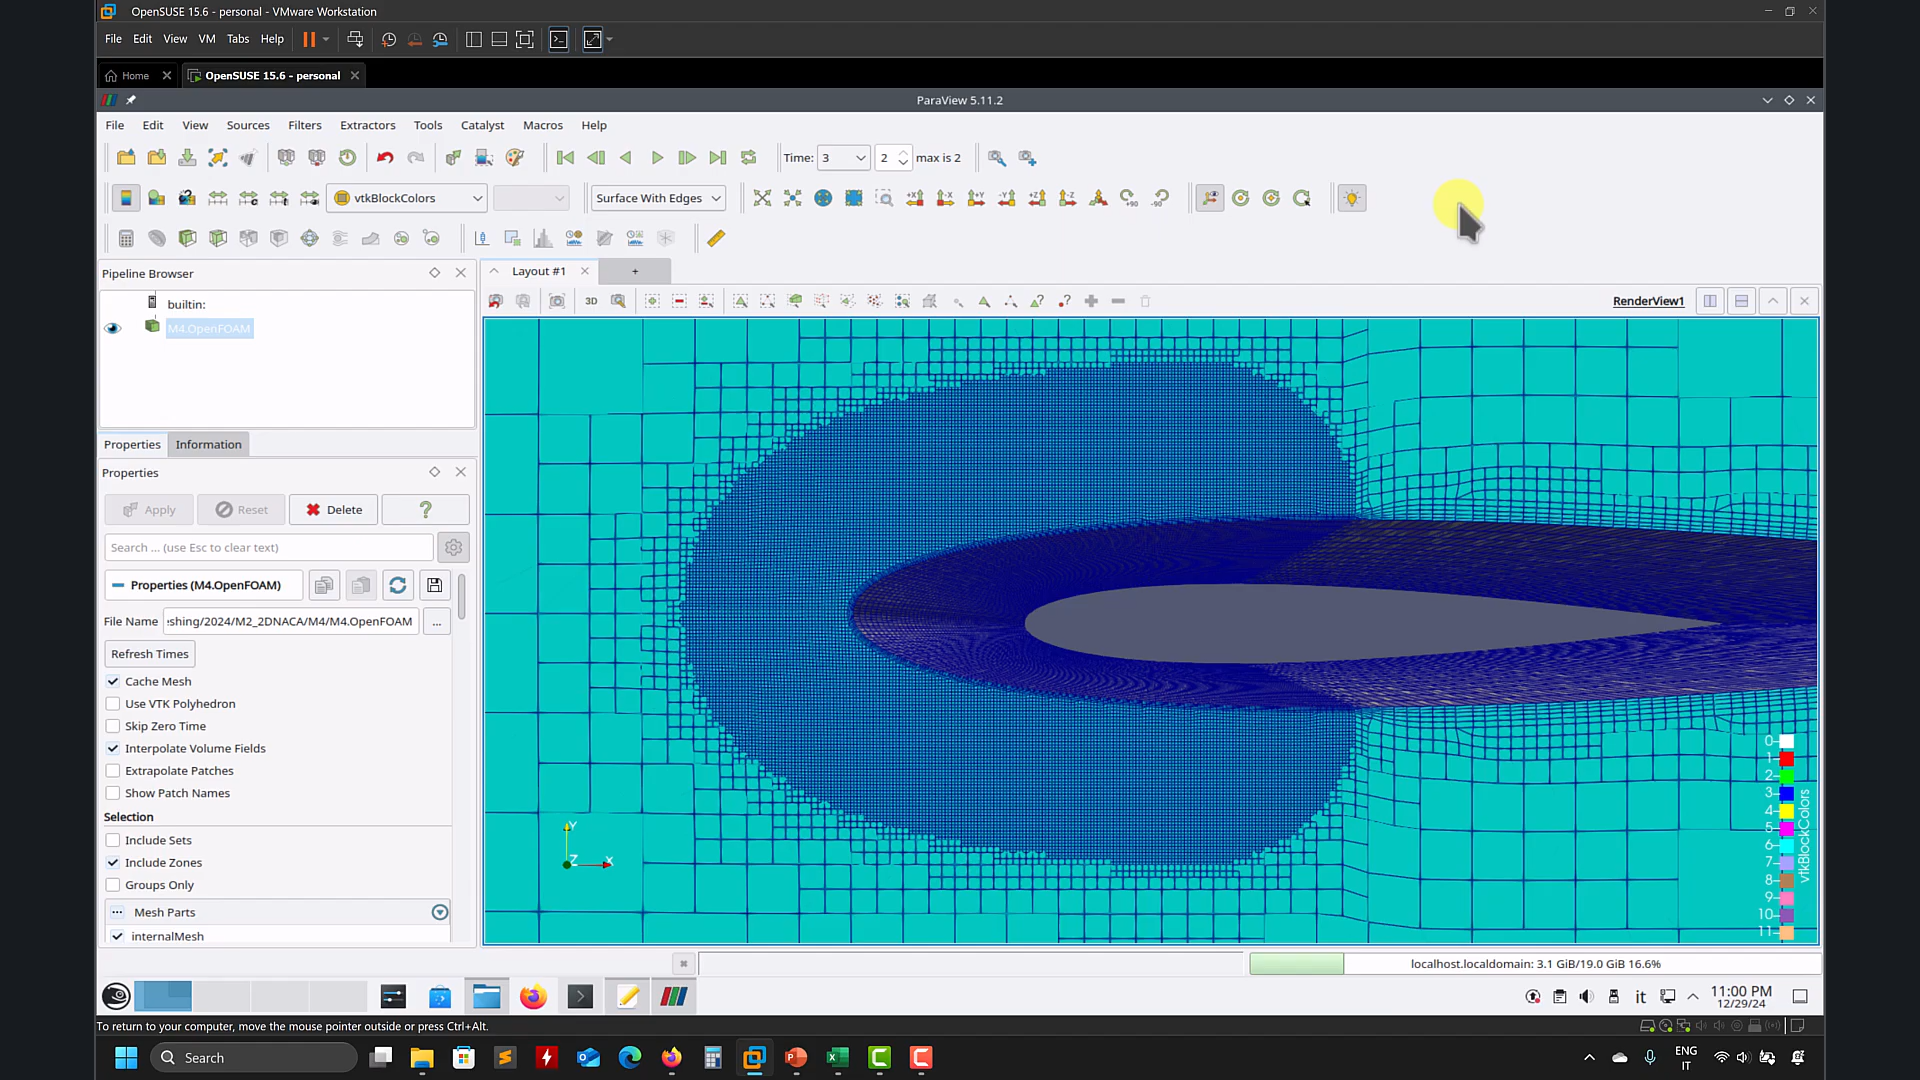 OpenSUSE 15.6 - personal - VMware Workstation
File Edit View VM Tabs Help
Home OpenSUSE 15.6 - personal
ParaView 5.11.2
File Edit View Sources Filters Extractors Tools Catalyst Macros Help
Time: 3 2 max is 2
vtkBlockColors Surface With Edges +X -X +Y -Y +Z -Z +90 -90
Pipeline Browser
Layout #1 +
builtin:
3D
RenderView1
M4.OpenFOAM
Properties Information
Properties
Apply Reset Delete ?
Search ... (use Esc to clear text)
Properties (M4.OpenFOAM)
File Name shing/2024/M2_2DNACA/M4/M4.OpenFOAM ...
Refresh Times
Cache Mesh
Use VTK Polyhedron
Skip Zero Time
Interpolate Volume Fields
Extrapolate Patches
Show Patch Names
Selection
Include Sets
Include Zones
Groups Only
Mesh Parts
internalMesh
Y
Z X
0
1
2
3
4
5
6
7
8
9
10
11
vtkBlockColors
localhost.localdomain: 3.1 GiB/19.0 GiB 16.6%
it
11:00 PM
12/29/24
To return to your computer, move the mouse pointer outside or press Ctrl+Alt.
Search
ENG
IT